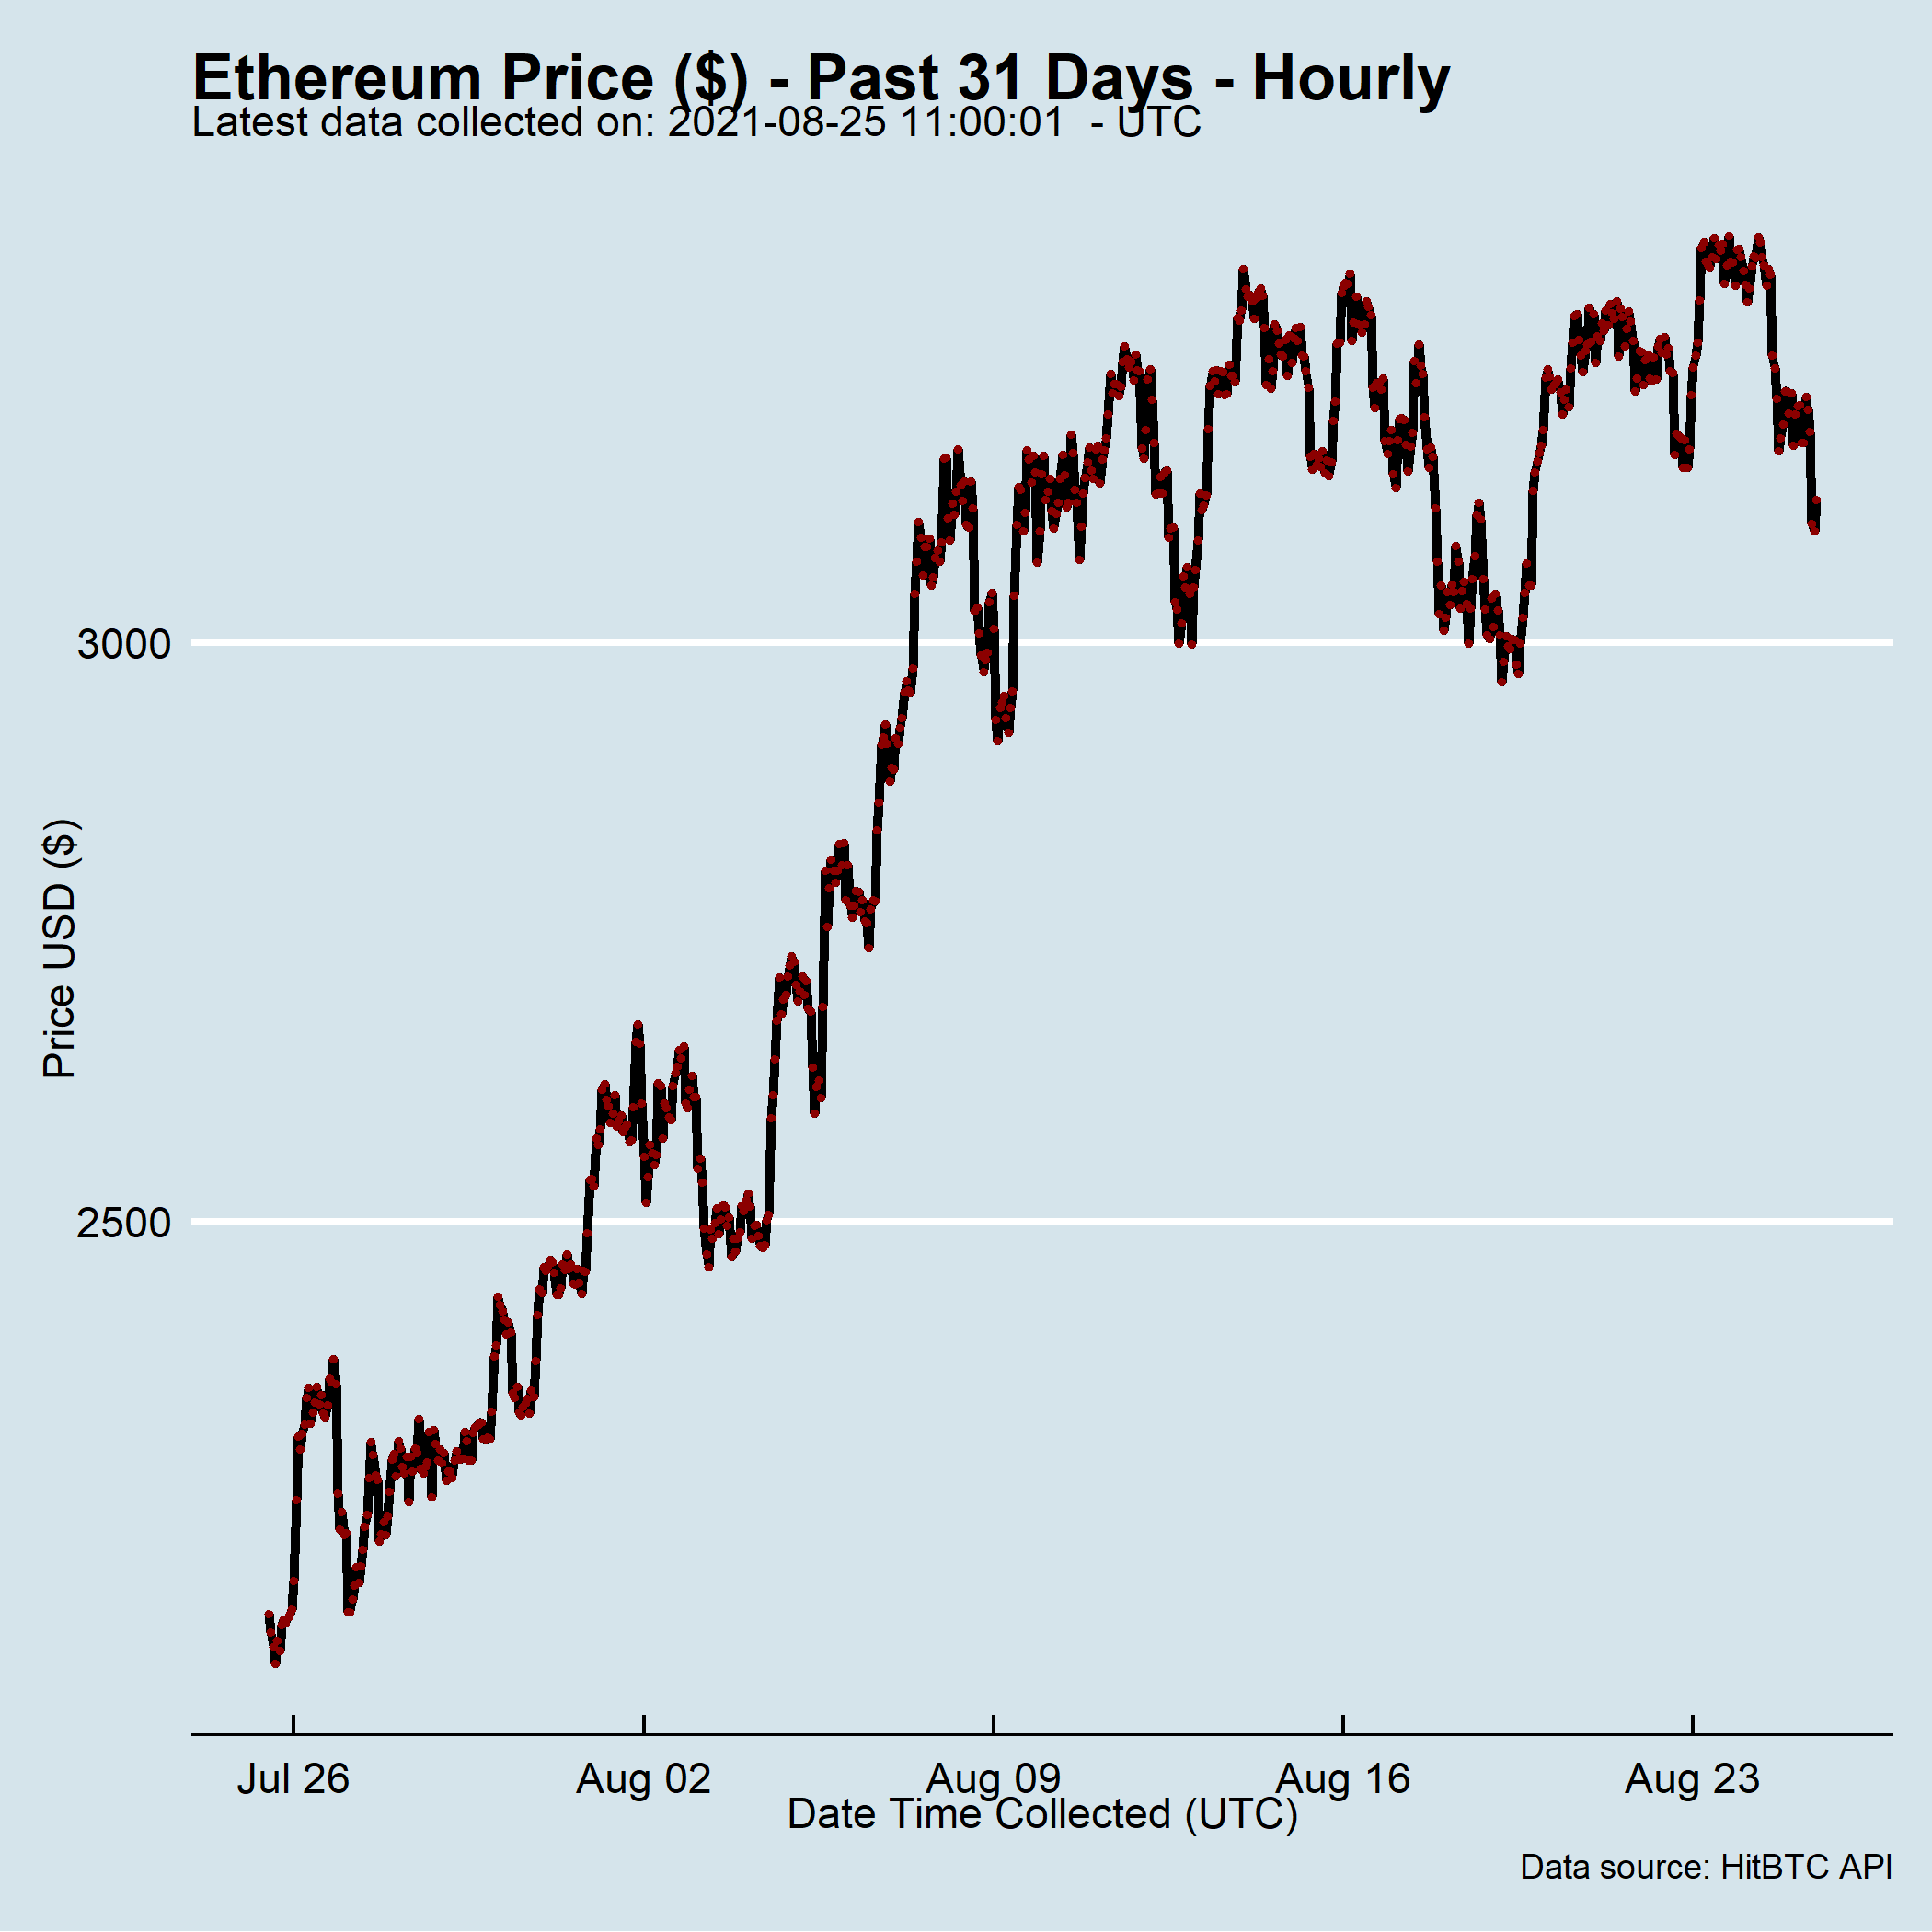 Ethereum Price ($) - Past 31 Days - Hourly
Latest data collected on: 2021-08-25 11:00:01  - UTC
3000
2500
Price USD ($)
Jul 26
Aug 02
Aug 09
Aug 16
Aug 23
Date Time Collected (UTC)
Data source: HitBTC API